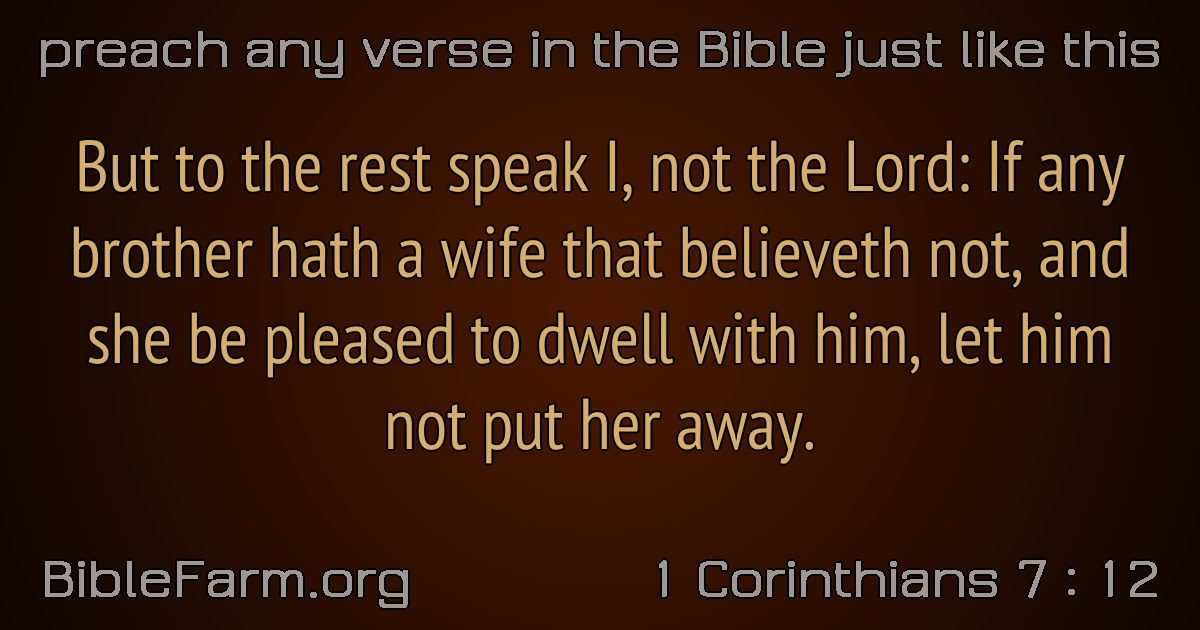 preach any verse in the Bible just like this
But to the rest speak I, not the Lord: If any
brother hath a wife that believeth not, and
she be pleased to dwell with him, let him
not put her away.
BibleFarm.org
1 Corinthians 7 : 12